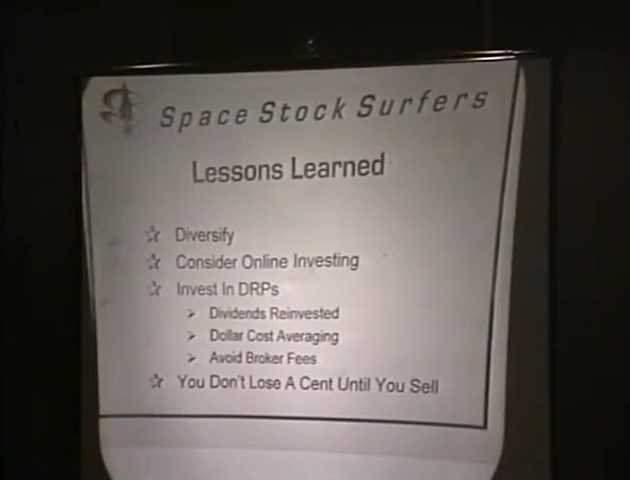 Space Stock Surfers
Lessons Learned
Diversify
Consider Online Investing
Invest In DRPs
Dividends Reinvested
Dollar Cost Averaging
Avoid Broker Fees
You Don't Lose A Cent Until You Sell